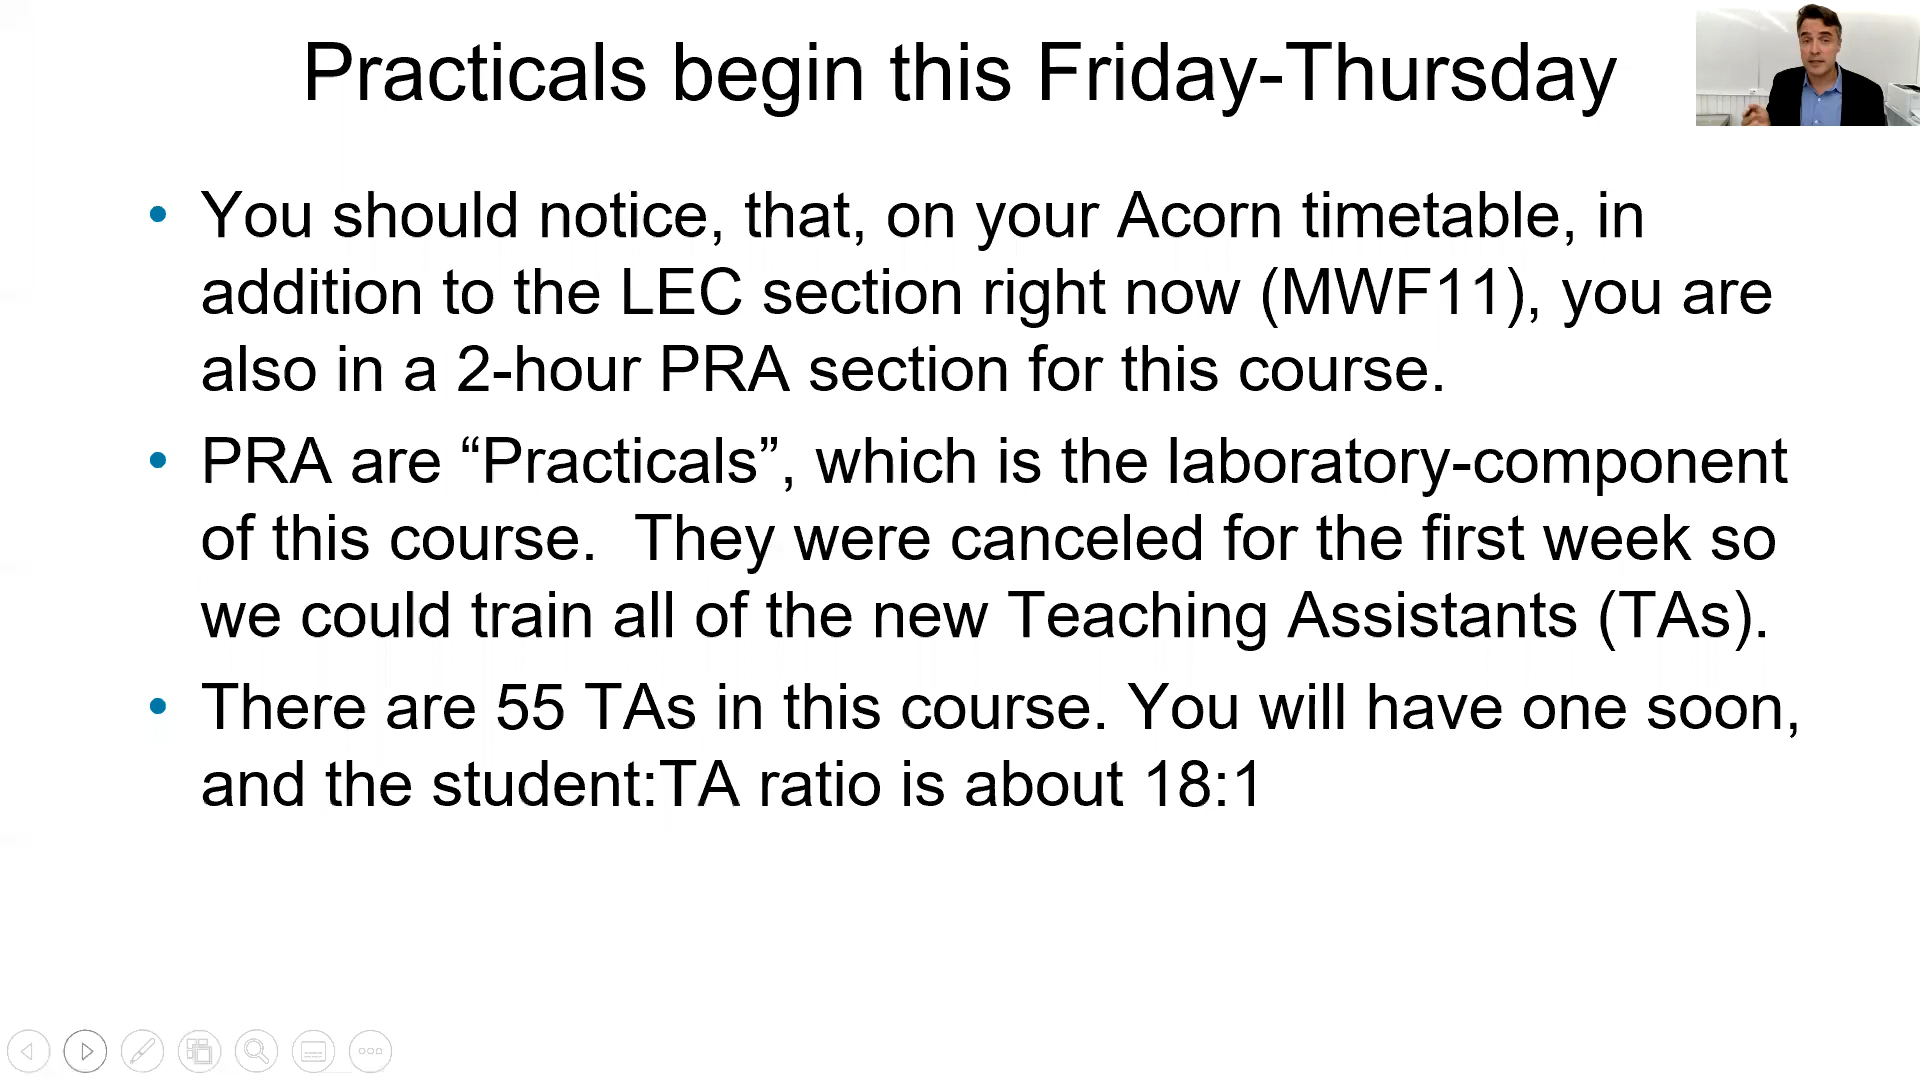 Practicals begin this Friday-Thursday
• You should notice, that, on your Acorn timetable, in
addition to the LEC section right now (MWF11), you are
also in a 2-hour PRA section for this course.
• PRA are “Practicals”, which is the laboratory-component
of this course.  They were canceled for the first week so
we could train all of the new Teaching Assistants (TAs).
• There are 55 TAs in this course. You will have one soon,
and the student:TA ratio is about 18:1